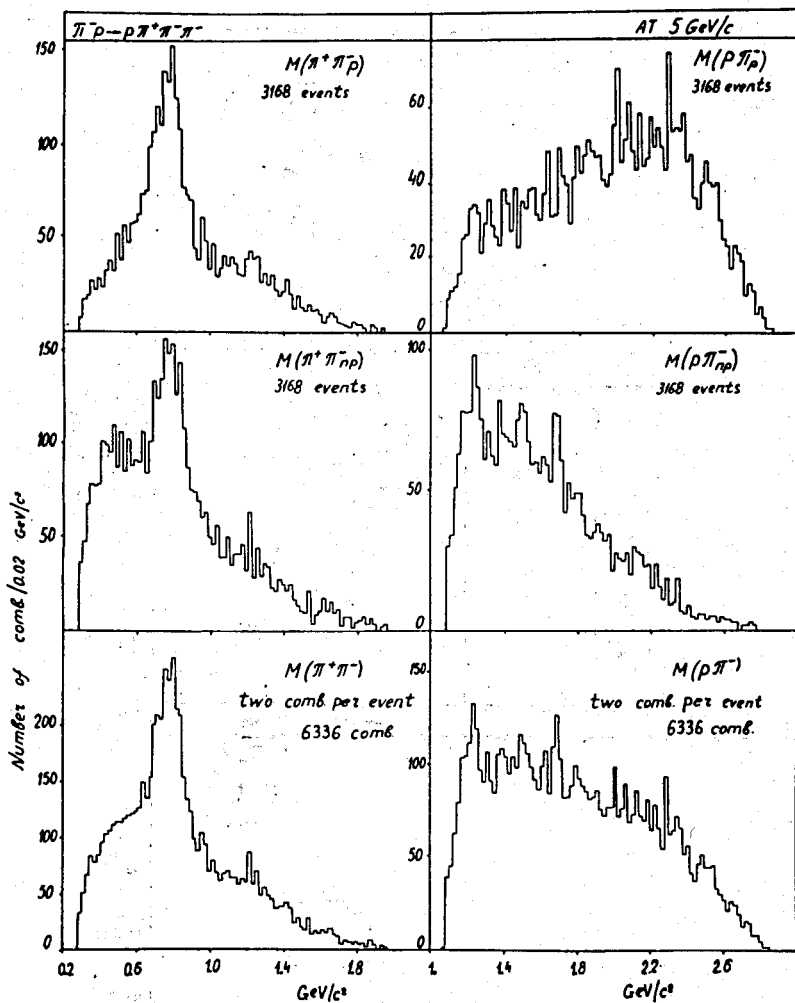 π⁻p→pπ⁺π⁻π⁻
AT 5 GeV/c
M(π⁺π⁻p)
3168 events
150
100
50
M(pπ⁻p)
3168 events
60
40
20
0
M(π⁺π⁻np)
3168 events
150
100
50
M(pπ⁻np)
3168 events
100
50
0
M(π⁺π⁻)
two comb. per event
6336 comb.
200
150
100
50
0
M(pπ⁻)
two comb. per event
6336 comb.
150
100
50
0
Number of comb/0.02 GeV/c²
0.2 0.6 1.0 1.4 1.8
GeV/c²
1. 1.4 1.8 2.2 2.6
GeV/c²